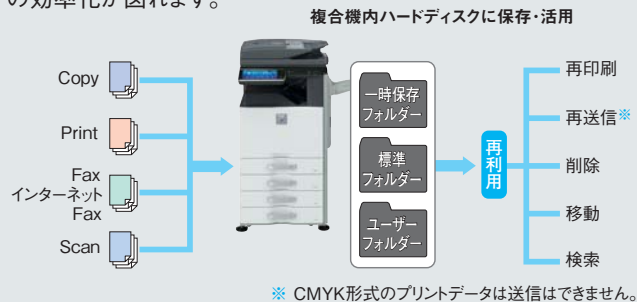 の効率化が図れます。
複合機内ハードディスクに保存・活用
Copy
Print
Fax
インターネット
Fax
Scan
一時保存
フォルダー
標準
フォルダー
ユーザー
フォルダー
再利用
再印刷
再送信※
削除
移動
検索
※ CMYK形式のプリントデータは送信はできません。